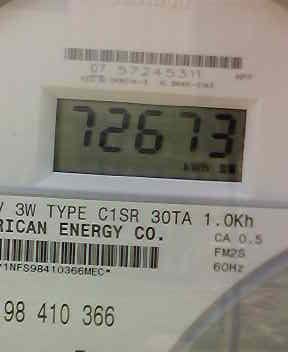 07 57245311
72673
kWh
V 3W TYPE C1SR 30TA 1.0Kh
RICAN ENERGY CO.
CA 0.5
FM2S
60Hz
*1NFS98410366MEC*
98 410 366